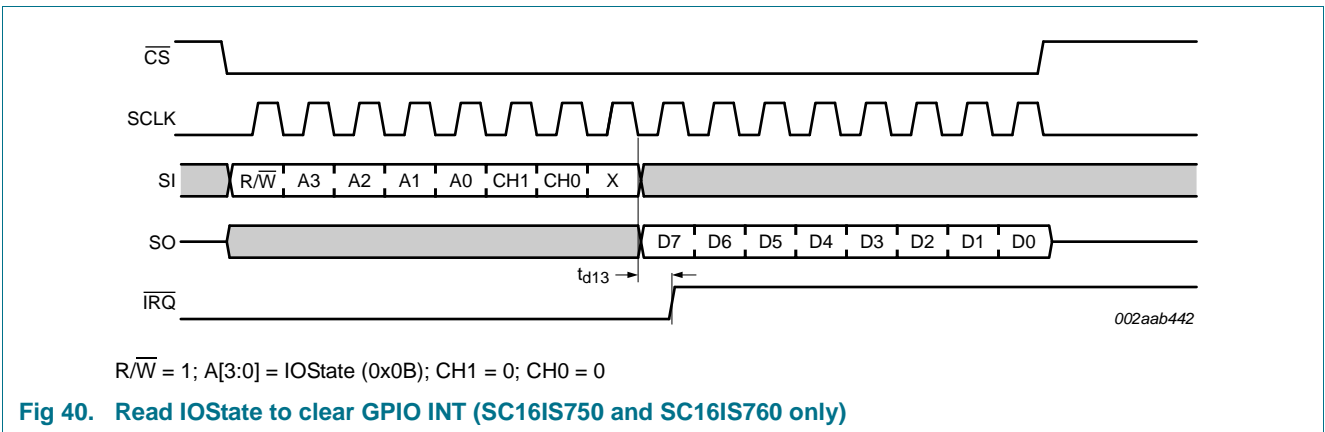 CS
SCLK
SI R/W A3 A2 A1 A0 CH1 CH0 X
SO D7 D6 D5 D4 D3 D2 D1 D0
td13
IRQ
002aab442
R/W = 1; A[3:0] = IOState (0x0B); CH1 = 0; CH0 = 0
Fig 40. Read IOState to clear GPIO INT (SC16IS750 and SC16IS760 only)